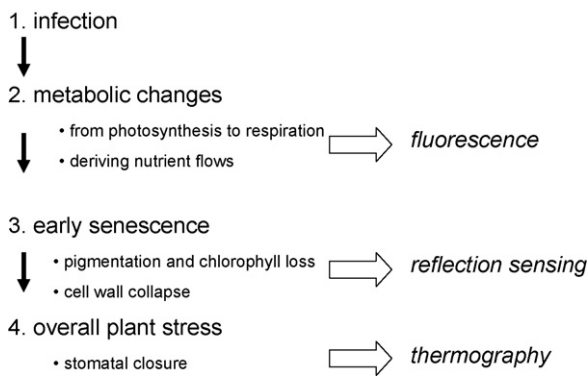 1. infection
2. metabolic changes
• from photosynthesis to respiration
fluorescence
• deriving nutrient flows
3. early senescence
• pigmentation and chlorophyll loss
reflection sensing
• cell wall collapse
4. overall plant stress
• stomatal closure
thermography